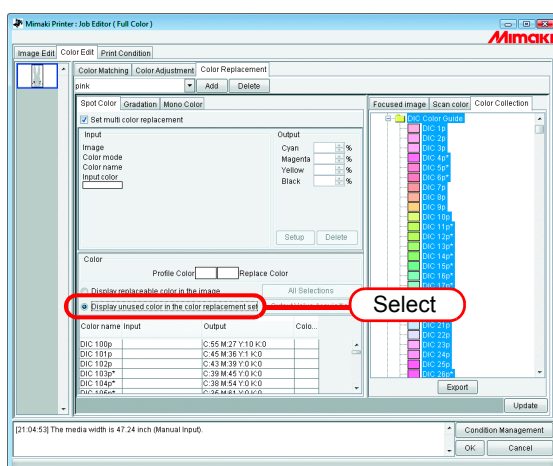 Mimaki Printer : Job Editor ( Full Color )
Mimaki
Image Edit Color Edit Print Condition
Color Matching Color Adjustment Color Replacement
pink Add Delete
Spot Color Gradation Mono Color
Set multi color replacement
Input
Image
Color mode
Color name
Input color
Output
Cyan %
Magenta %
Yellow %
Black %
Setup Delete
Color
Profile Color Replace Color
Display replaceable color in the image All Selections
Display unused color in the color replacement set
Select
Color name Input Output Colo...
DIC 100p C:55 M:27 Y:10 K:0
DIC 101p C:45 M:36 Y:1 K:0
DIC 102p C:43 M:39 Y:0 K:0
DIC 103p* C:39 M:45 Y:0 K:0
DIC 104p* C:38 M:54 Y:0 K:0
Focused image Scan color Color Collection
DIC Color Guide
DIC 1p
DIC 2p
DIC 3p
DIC 4p*
DIC 5p*
DIC 6p*
DIC 7p
DIC 8p
DIC 9p
DIC 10p
DIC 11p*
DIC 12p*
DIC 13p*
DIC 14p*
DIC 15p*
DIC 16p*
DIC 17p*
DIC 21p
DIC 22p
DIC 23p
DIC 24p
DIC 25p
DIC 26p*
Export
Update
[21:04:53] The media width is 47.24 inch (Manual Input).
Condition Management
OK Cancel